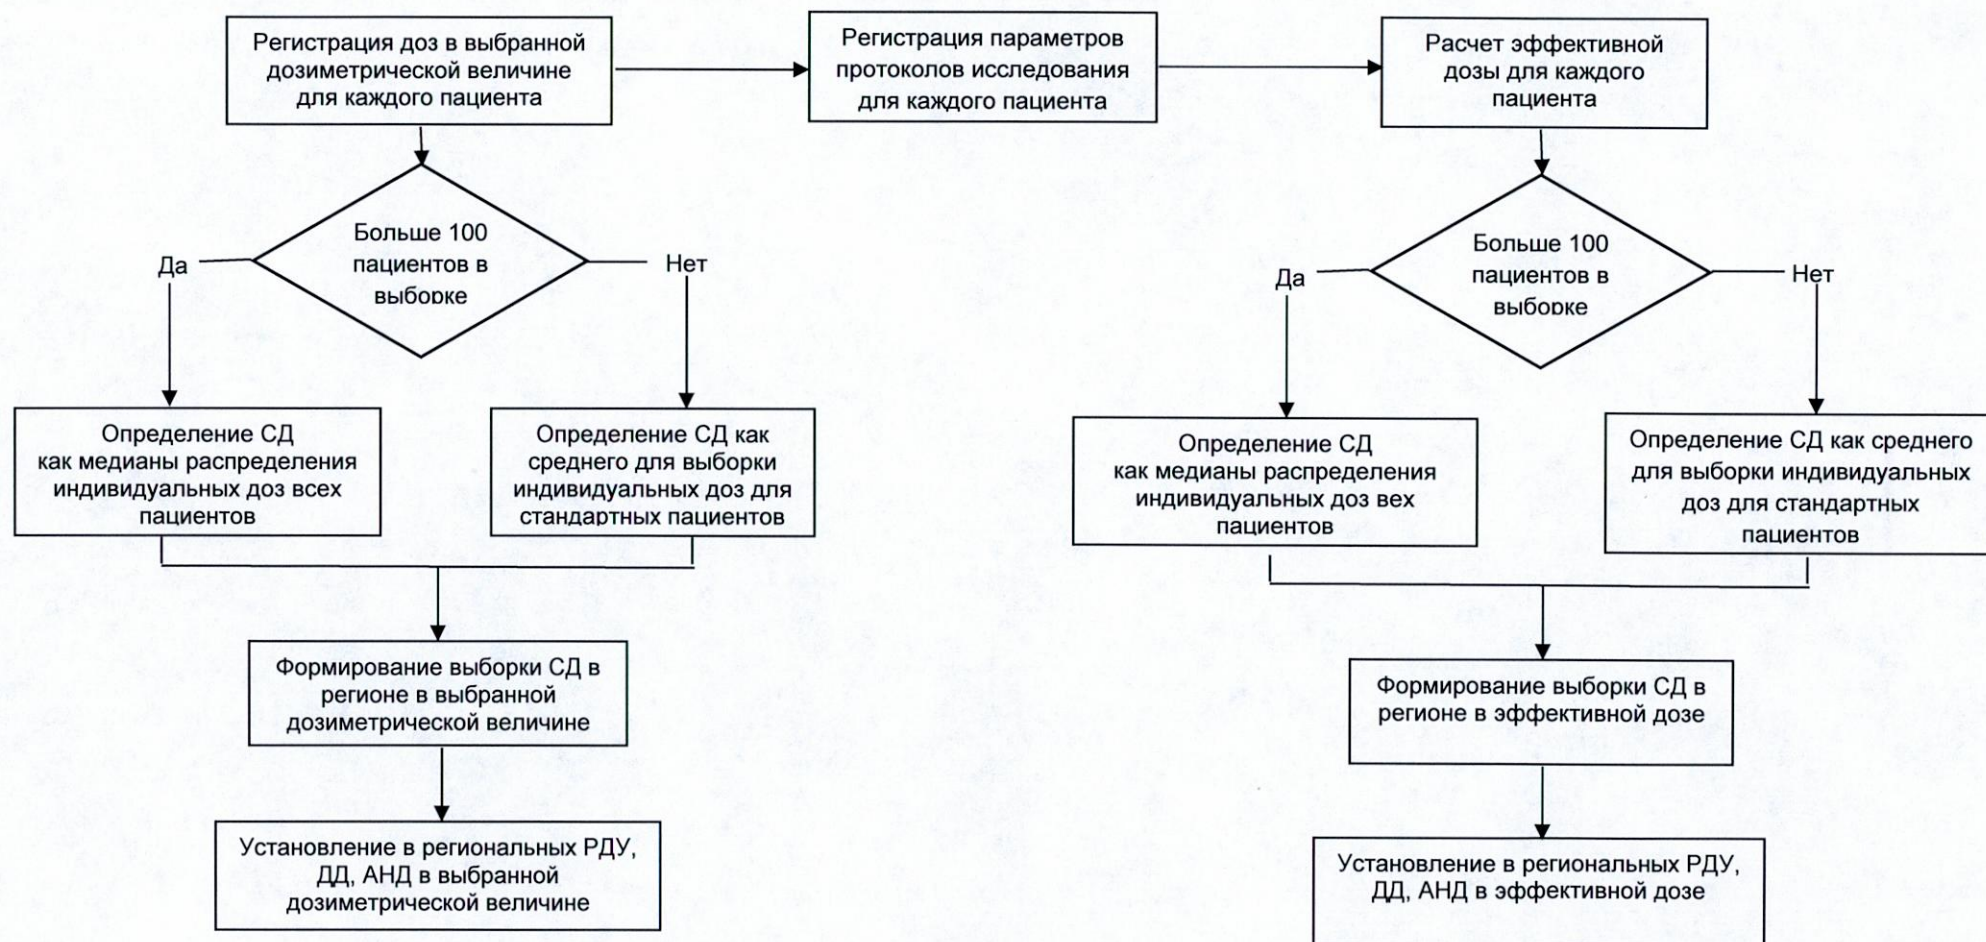 Регистрация доз в выбранной
дозиметрической величине
для каждого пациента
Регистрация параметров
протоколов исследования
для каждого пациента
Расчет эффективной
дозы для каждого
пациента
Больше 100
пациентов в
выборке
Да
Нет
Больше 100
пациентов в
выборке
Да
Нет
Определение СД
как медианы распределения
индивидуальных доз всех
пациентов
Определение СД как
среднего для выборки
индивидуальных доз для
стандартных пациентов
Определение СД
как медианы распределения
индивидуальных доз вех
пациентов
Определение СД как среднего
для выборки индивидуальных
доз для стандартных
пациентов
Формирование выборки СД в
регионе в выбранной
дозиметрической величине
Формирование выборки СД в
регионе в эффективной дозе
Установление в региональных РДУ,
ДД, АНД в выбранной
дозиметрической величине
Установление в региональных РДУ,
ДД, АНД в эффективной дозе